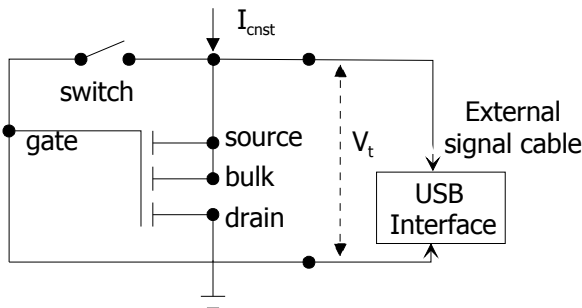 I_cnst
switch
gate
source
bulk
drain
V_t
External
signal cable
USB
Interface